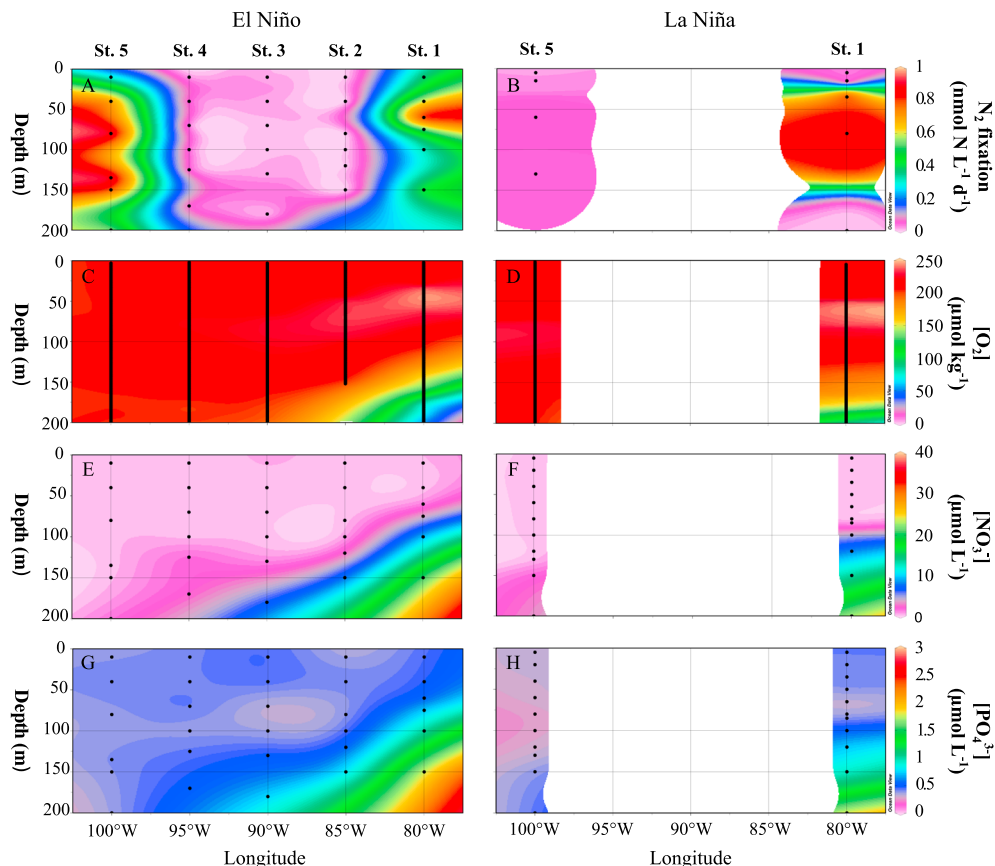 El Niño
La Niña
St. 5 St. 4 St. 3 St. 2 St. 1
St. 5 St. 1
A
0
50
100
150
200
Depth (m)
B
Ocean Data View
1
0.8
0.6
0.4
0.2
0
N₂ fixation
(nmol N L⁻¹ d⁻¹)
C
0
50
100
150
200
Depth (m)
D
Ocean Data View
250
200
150
100
50
0
[O₂]
(µmol kg⁻¹)
E
0
50
100
150
200
Depth (m)
F
Ocean Data View
40
30
20
10
0
[NO₃⁻]
(µmol L⁻¹)
G
0
50
100
150
200
Depth (m)
H
Ocean Data View
3
2.5
2
1.5
1
0.5
0
[PO₄³⁻]
(µmol L⁻¹)
100°W 95°W 90°W 85°W 80°W
100°W 95°W 90°W 85°W 80°W
Longitude
Longitude